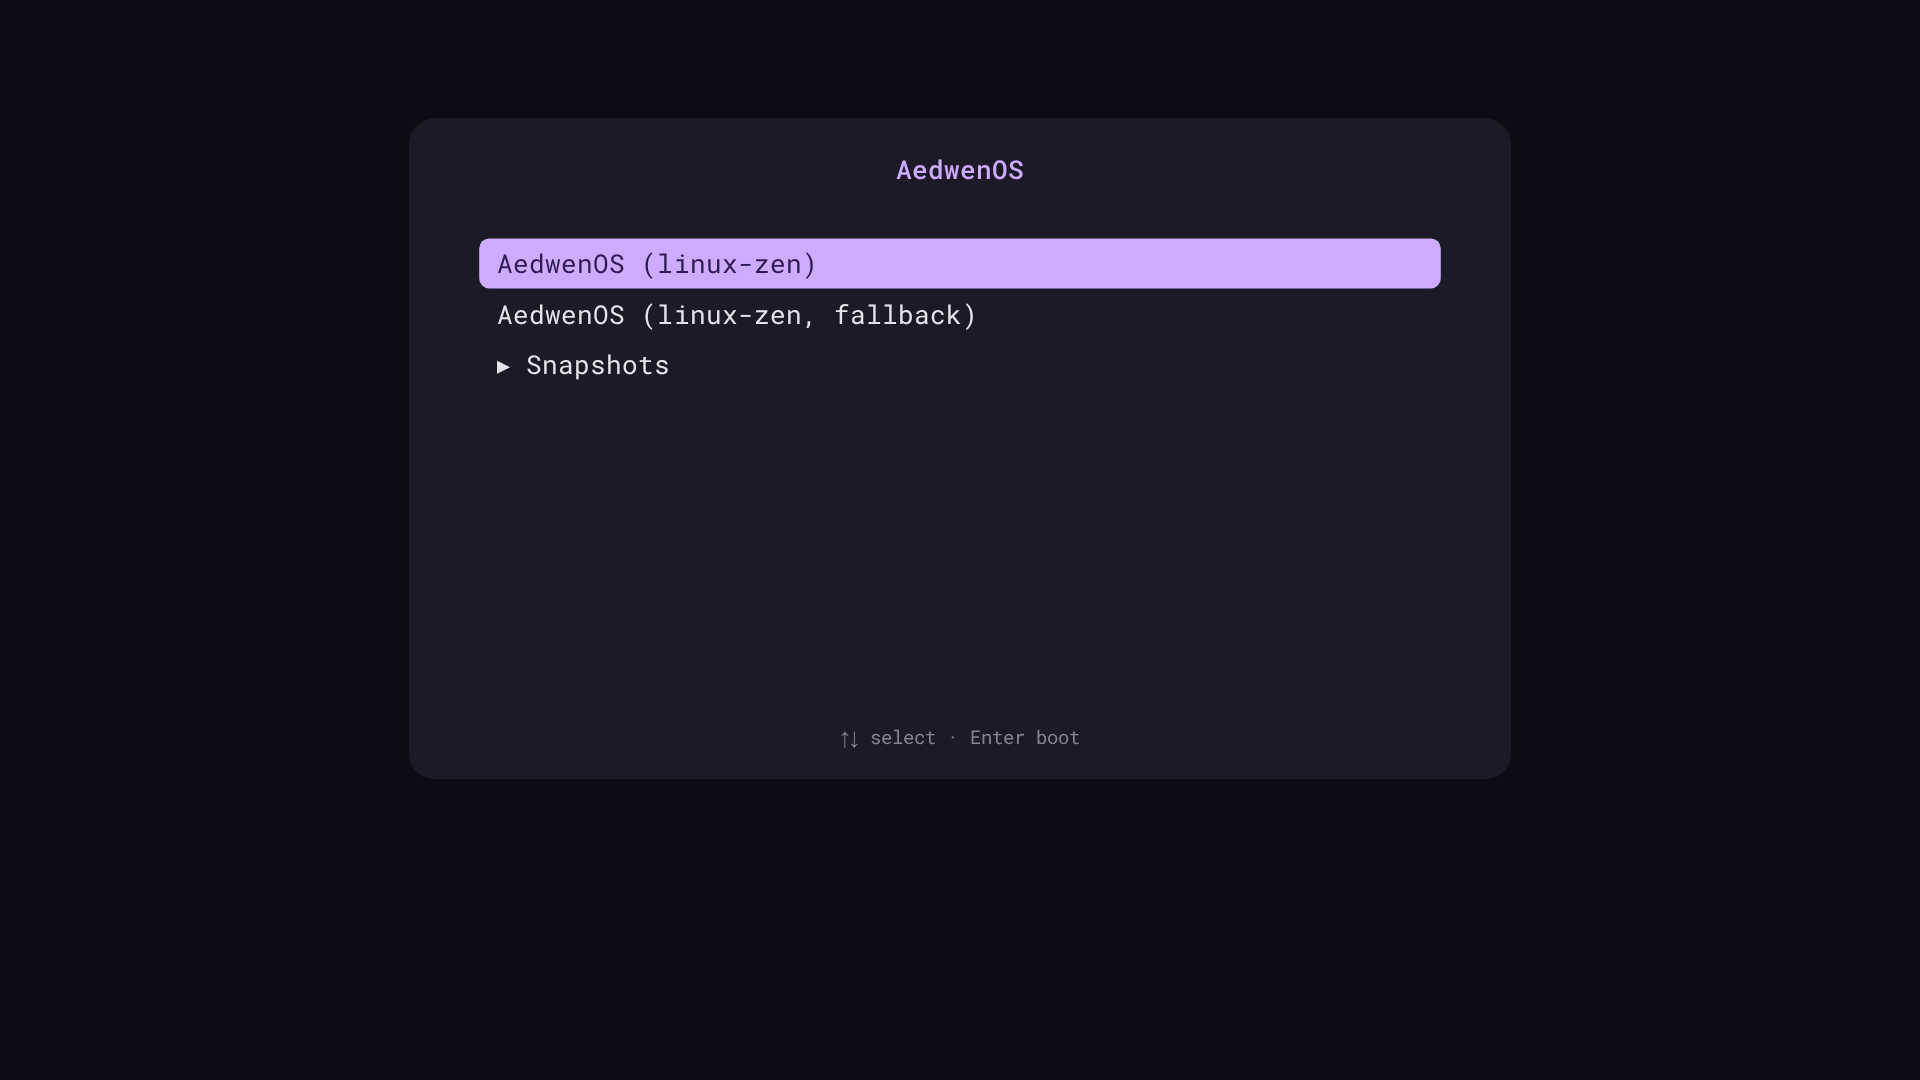 AedwenOS
AedwenOS (linux-zen)
AedwenOS (linux-zen, fallback)
▶ Snapshots
↑↓ select · Enter boot